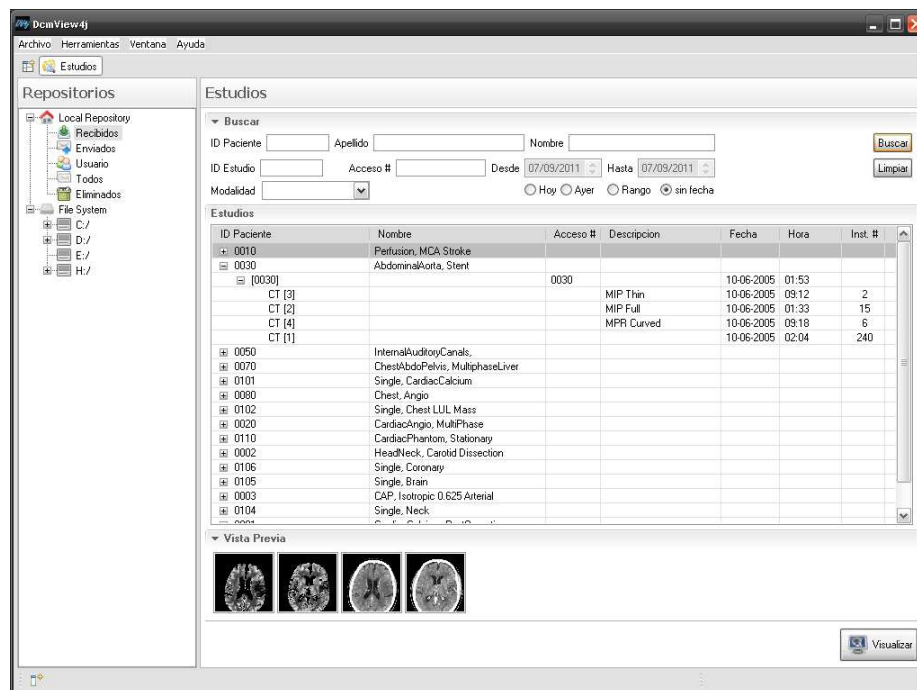 DcmView4j
Archivo Herramientas Ventana Ayuda
Estudios
Repositorios
Local Repository
Recibidos
Enviados
Usuario
Todos
Eliminados
File System
C:/
D:/
E:/
H:/
Estudios
Buscar
ID Paciente Apellido Nombre Buscar
ID Estudio Acceso # Desde 07/09/2011 Hasta 07/09/2011 Limpiar
Modalidad Hoy Ayer Rango sin fecha
Estudios
ID Paciente Nombre Acceso # Descripcion Fecha Hora Inst. #
0010 Perfusion, MCA Stroke
0030 AbdominalAorta, Stent
[0030] 0030 10-06-2005 01:53
CT [3] MIP Thin 10-06-2005 09:12 2
CT [2] MIP Full 10-06-2005 01:33 15
CT [4] MPR Curved 10-06-2005 09:18 6
CT [1] 10-06-2005 02:04 240
0050 InternalAuditoryCanals,
0070 ChestAbdoPelvis, MultiphaseLiver
0101 Single, CardiacCalcium
0080 Chest, Angio
0102 Single, Chest LUL Mass
0020 CardiacAngio, MultiPhase
0110 CardiacPhantom, Stationary
0002 HeadNeck, Carotid Dissection
0106 Single, Coronary
0105 Single, Brain
0003 CAP, Isotropic 0.625 Arterial
0104 Single, Neck
Vista Previa
Visualizar